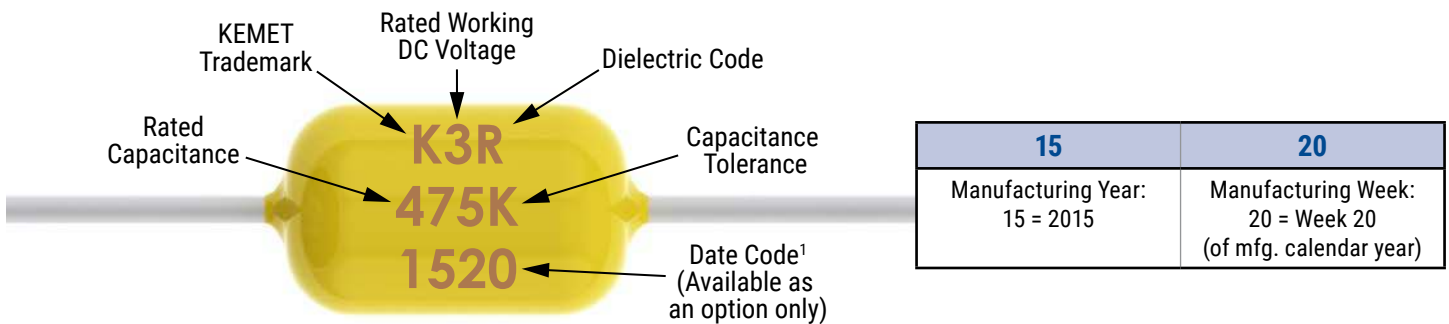 KEMET
Trademark
Rated Working
DC Voltage
Dielectric Code
Rated
Capacitance
Capacitance
Tolerance
K3R
475K
1520
Date Code¹
(Available as
an option only)
15
20
Manufacturing Year:
15 = 2015
Manufacturing Week:
20 = Week 20
(of mfg. calendar year)